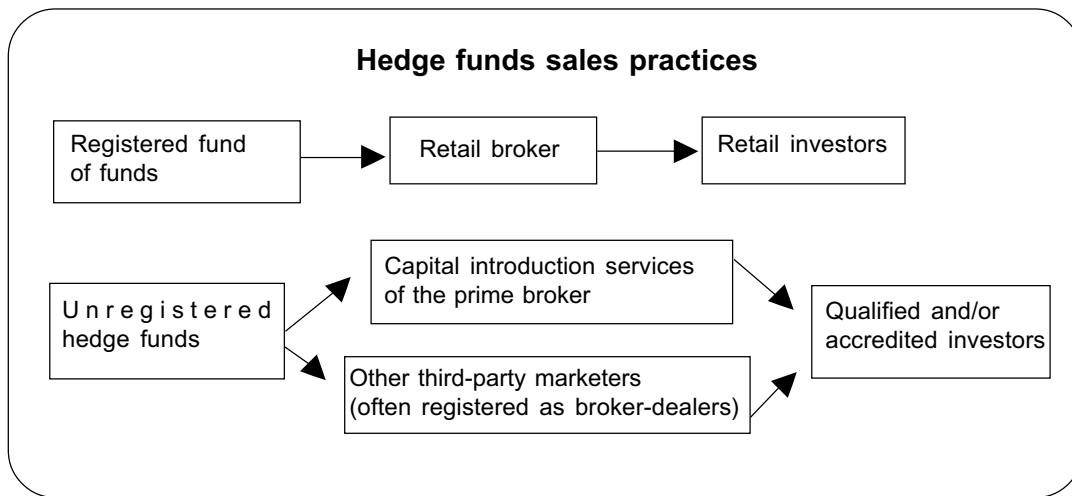 Hedge funds sales practices
Registered fund
of funds
Retail broker
Retail investors
Unregistered
hedge funds
Capital introduction services
of the prime broker
Other third-party marketers
(often registered as broker-dealers)
Qualified and/or
accredited investors